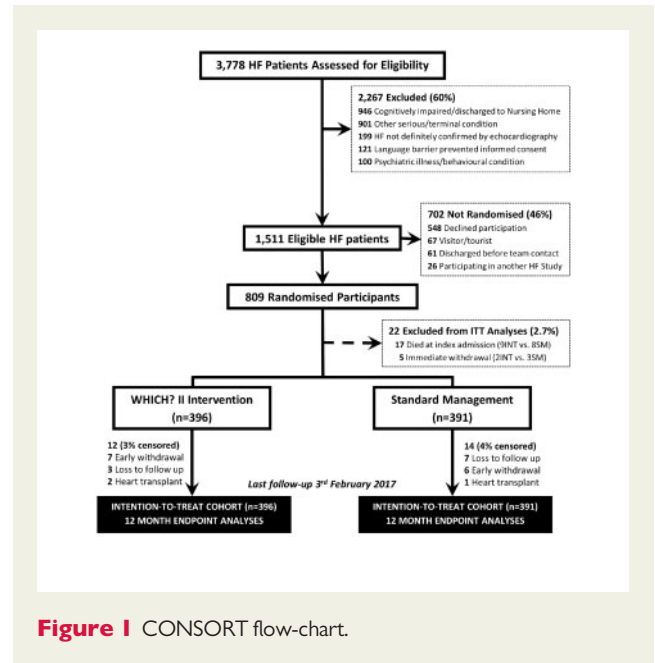 3,778 HF Patients Assessed for Eligibility
2,267 Excluded (60%)
946 Cognitively impaired/discharged to Nursing Home
901 Other serious/terminal condition
199 HF not definitely confirmed by echocardiography
121 Language barrier prevented informed consent
100 Psychiatric illness/behavioural condition
702 Not Randomised (46%)
548 Declined participation
67 Visitor/tourist
61 Discharged before team contact
26 Participating in another HF Study
1,511 Eligible HF patients
809 Randomised Participants
22 Excluded from ITT Analyses (2.7%)
17 Died at index admission (9INT vs. 8SM)
5 Immediate withdrawal (2INT vs. 3SM)
WHICH? II Intervention
(n=396)
Standard Management
(n=391)
12 (3% censored)
7 Early withdrawal
3 Loss to follow up
2 Heart transplant
14 (4% censored)
7 Loss to follow up
6 Early withdrawal
1 Heart transplant
Last follow-up 3rd February 2017
INTENTION-TO-TREAT COHORT (n=396)
12 MONTH ENDPOINT ANALYSES
INTENTION-TO-TREAT COHORT (n=391)
12 MONTH ENDPOINT ANALYSES
Figure 1 CONSORT flow-chart.